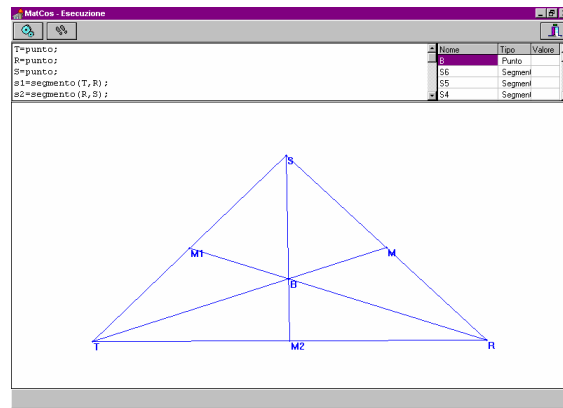 MatCos - Esecuzione
T=punto;
R=punto;
S=punto;
s1=segmento(T,R);
s2=segmento(R,S);
Nome Tipo Valore
B Punto
S6 Segment
S5 Segment
S4 Segment
S
M1 M
B
T M2 R